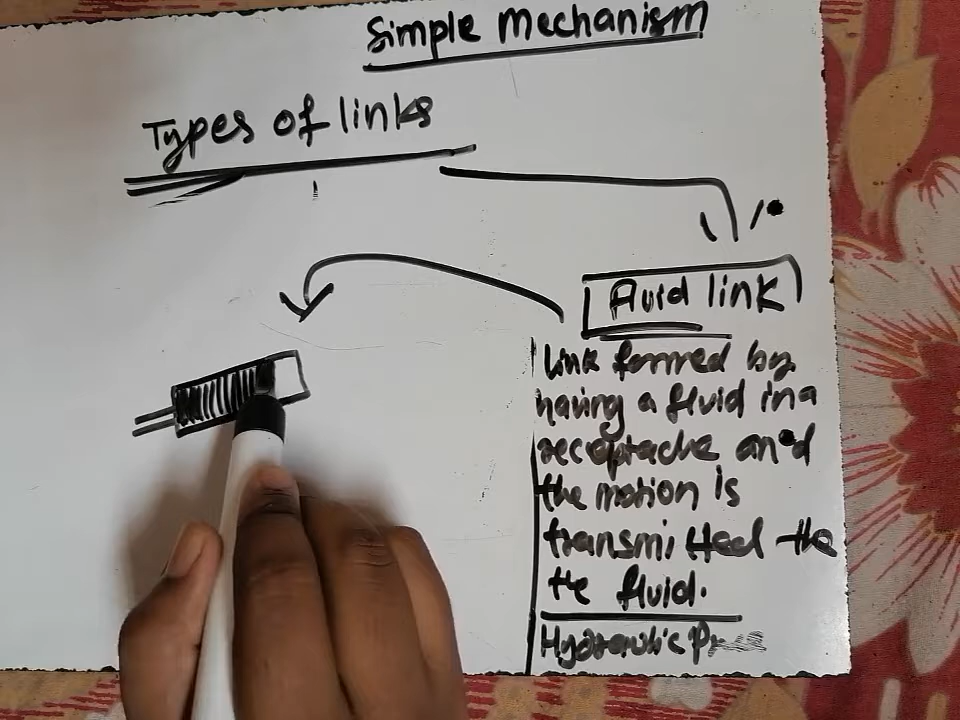 Simple Mechanism
Types of links
Fluid link
Link formed by
having a fluid in a
receptacle and
the motion is
transmitted the
the fluid.
Hydraulic